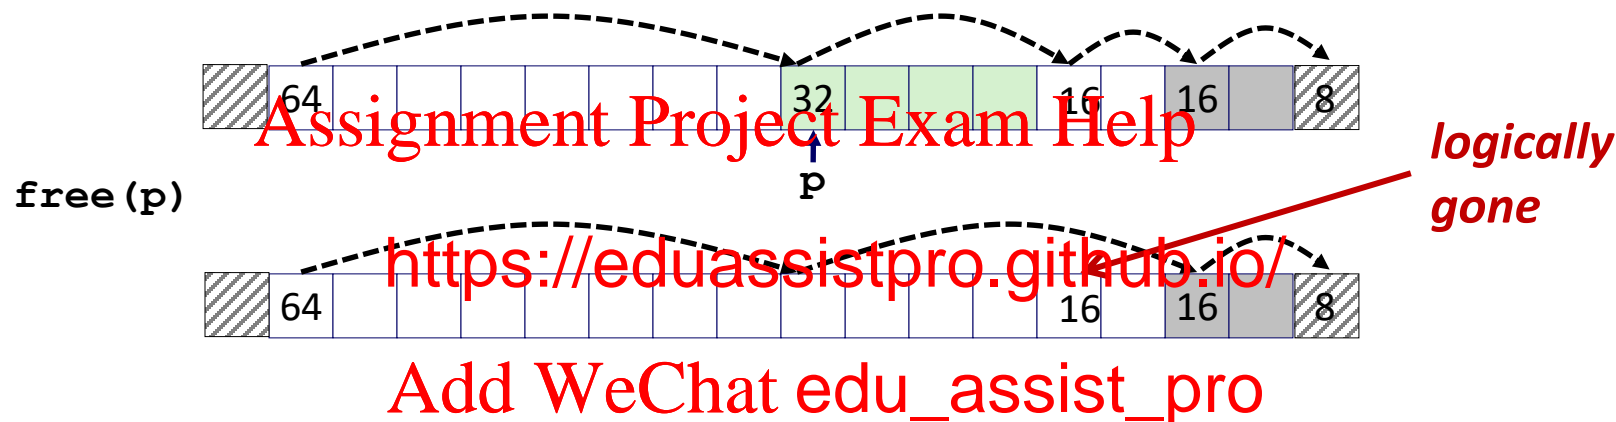 64 32 16 16 8
Assignment Project Exam Help
logically
gone
p
free(p)
https://eduassistpro.github.io/
64 16 16 8
Add WeChat edu_assist_pro